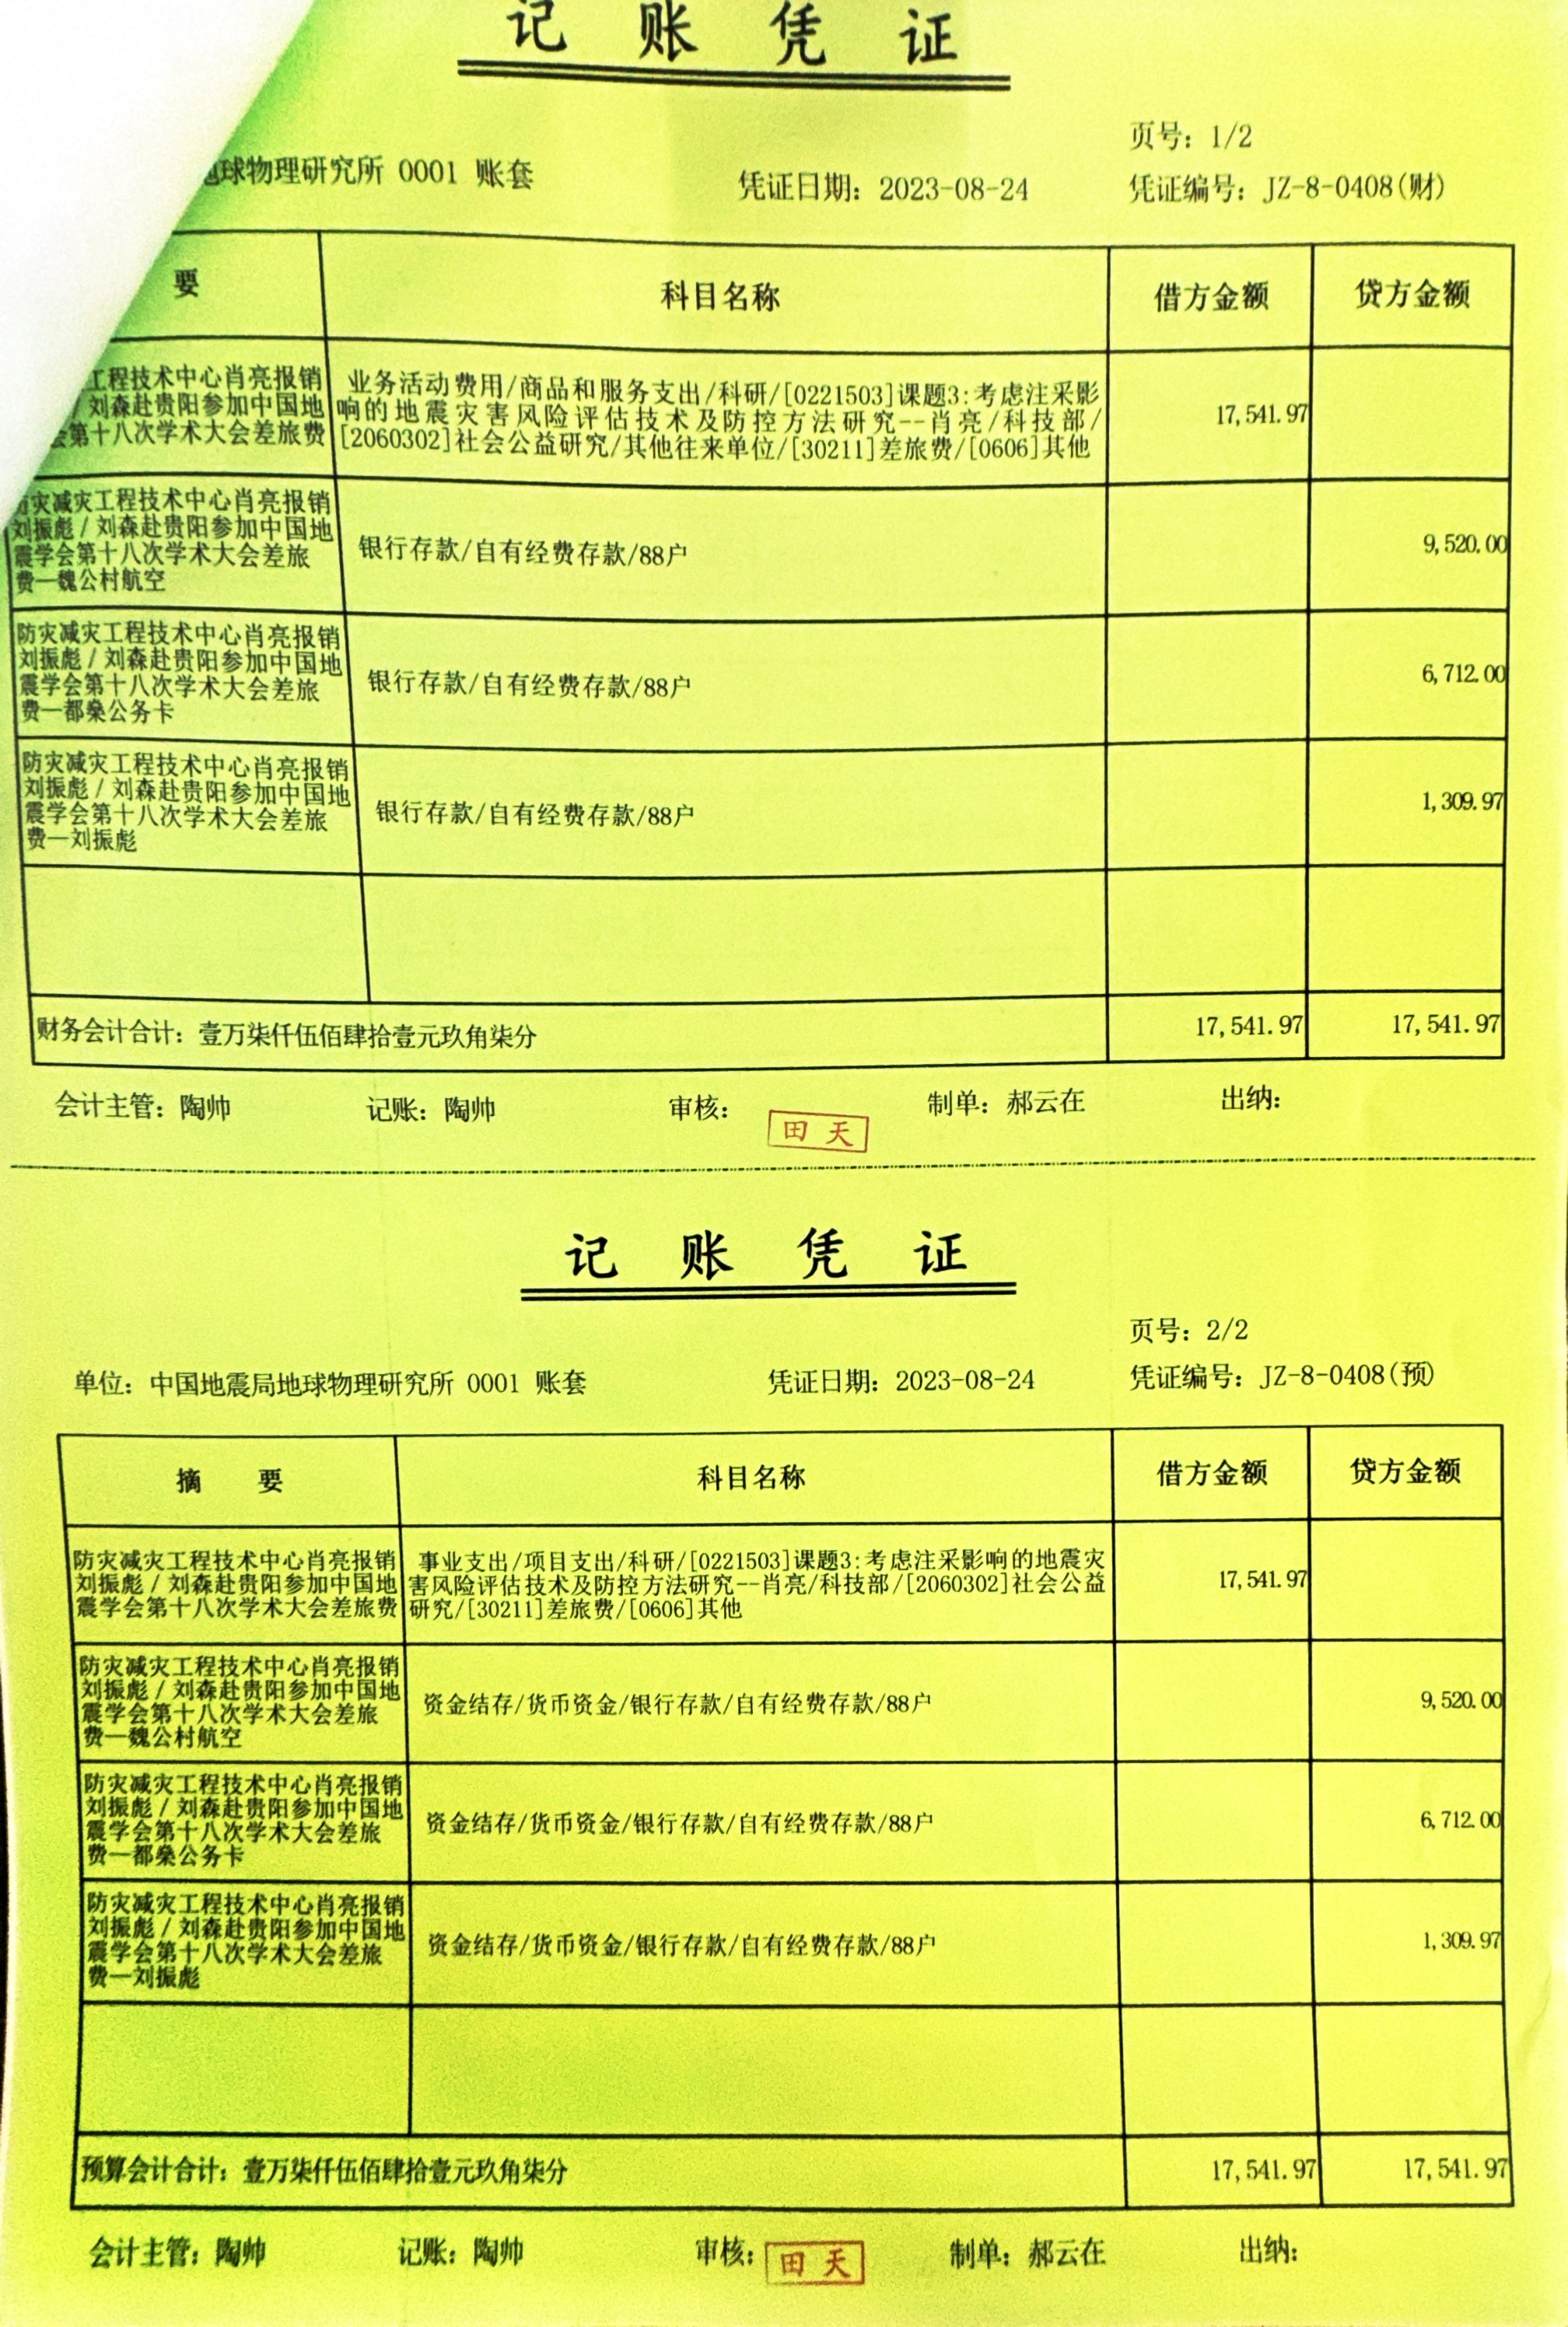 记 账 凭 证
页号：1/2
地球物理研究所 0001 账套 凭证日期：2023-08-24 凭证编号：JZ-8-0408(财)
要 科目名称 借方金额 贷方金额
工程技术中心肖亮报销
/刘森赴贵阳参加中国地
会第十八次学术大会差旅费
业务活动费用/商品和服务支出/科研/[0221503]课题3:考虑注采影
响的地震灾害风险评估技术及防控方法研究--肖亮/科技部/
[2060302]社会公益研究/其他往来单位/[30211]差旅费/[0606]其他
17,541.97
防灾减灾工程技术中心肖亮报销
刘振彪/刘森赴贵阳参加中国地
震学会第十八次学术大会差旅
费—魏公村航空
银行存款/自有经费存款/88户
9,520.00
防灾减灾工程技术中心肖亮报销
刘振彪/刘森赴贵阳参加中国地
震学会第十八次学术大会差旅
费—都燊公务卡
银行存款/自有经费存款/88户
6,712.00
防灾减灾工程技术中心肖亮报销
刘振彪/刘森赴贵阳参加中国地
震学会第十八次学术大会差旅
费—刘振彪
银行存款/自有经费存款/88户
1,309.97
财务会计合计：壹万柒仟伍佰肆拾壹元玖角柒分 17,541.97 17,541.97
会计主管：陶帅 记账：陶帅 审核： 制单：郝云在 出纳：
田天
记 账 凭 证
页号：2/2
单位：中国地震局地球物理研究所 0001 账套 凭证日期：2023-08-24 凭证编号：JZ-8-0408(预)
摘 要 科目名称 借方金额 贷方金额
防灾减灾工程技术中心肖亮报销
刘振彪/刘森赴贵阳参加中国地
震学会第十八次学术大会差旅费
事业支出/项目支出/科研/[0221503]课题3:考虑注采影响的地震灾
害风险评估技术及防控方法研究--肖亮/科技部/[2060302]社会公益
研究/[30211]差旅费/[0606]其他
17,541.97
防灾减灾工程技术中心肖亮报销
刘振彪/刘森赴贵阳参加中国地
震学会第十八次学术大会差旅
费—魏公村航空
资金结存/货币资金/银行存款/自有经费存款/88户
9,520.00
防灾减灾工程技术中心肖亮报销
刘振彪/刘森赴贵阳参加中国地
震学会第十八次学术大会差旅
费—都燊公务卡
资金结存/货币资金/银行存款/自有经费存款/88户
6,712.00
防灾减灾工程技术中心肖亮报销
刘振彪/刘森赴贵阳参加中国地
震学会第十八次学术大会差旅
费—刘振彪
资金结存/货币资金/银行存款/自有经费存款/88户
1,309.97
预算会计合计：壹万柒仟伍佰肆拾壹元玖角柒分 17,541.97 17,541.97
会计主管：陶帅 记账：陶帅 审核：田天 制单：郝云在 出纳：